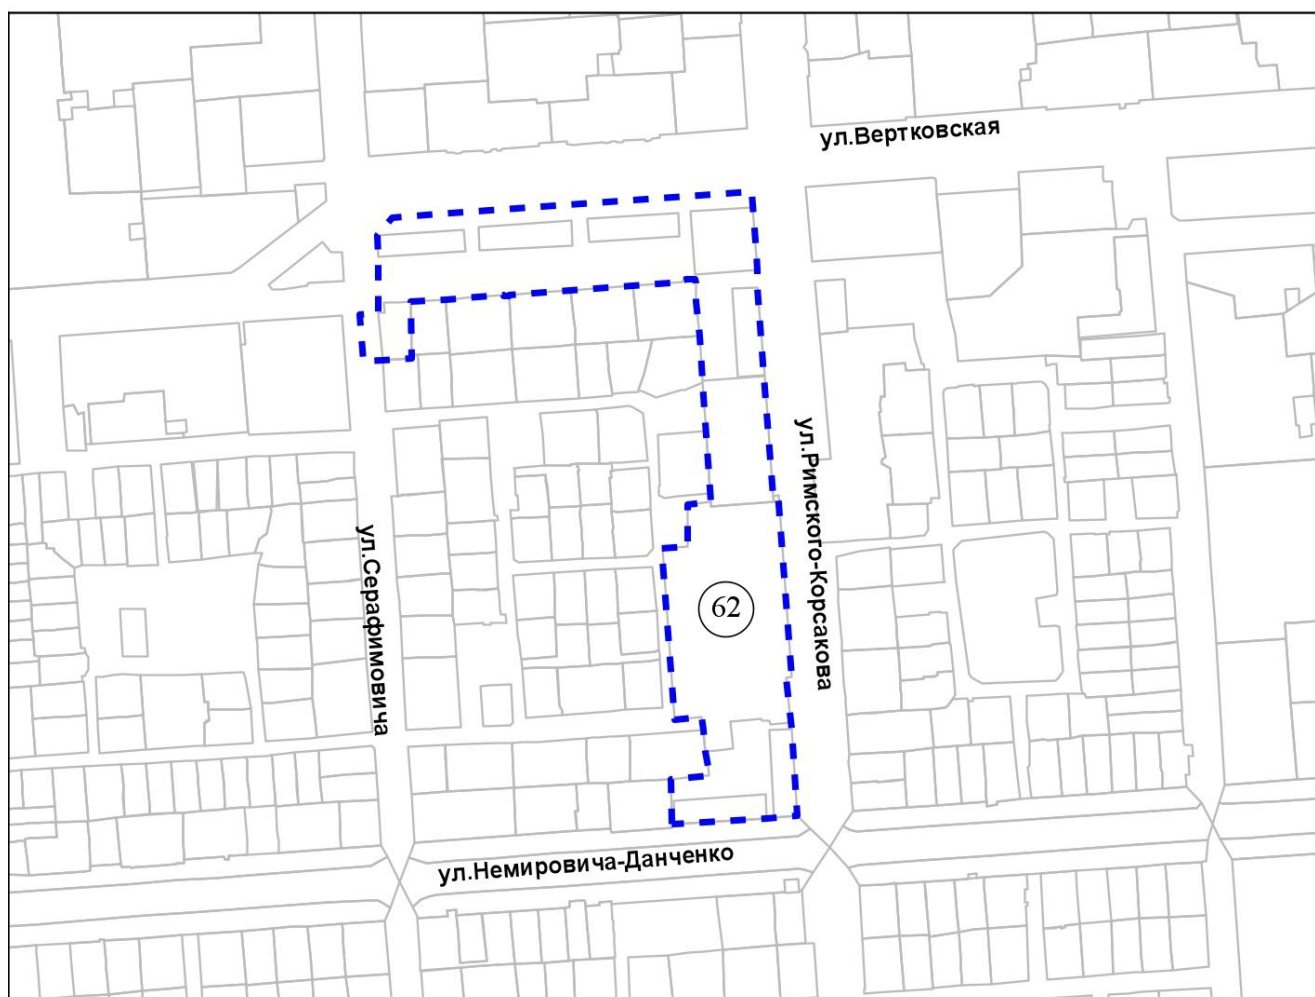 ул.Вертковская
ул.Римского-Корсакова
ул.Серафимовича
62
ул.Немировича-Данченко